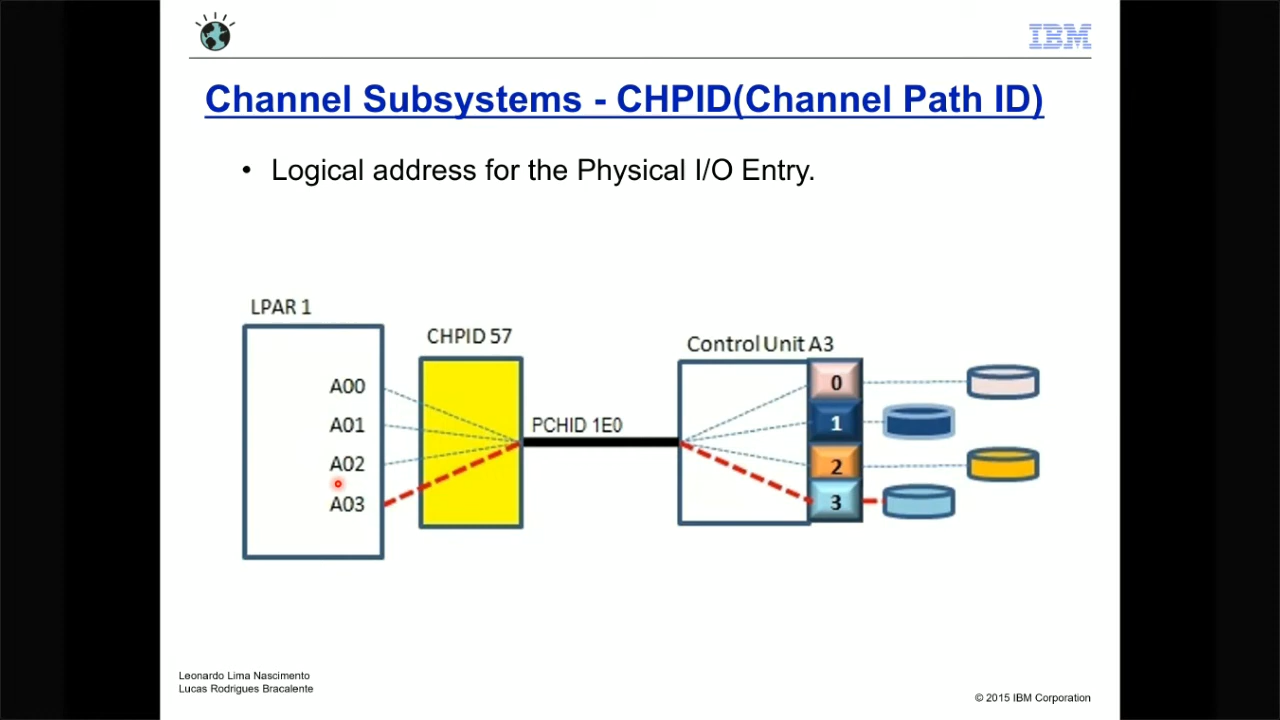 IBM
Channel Subsystems - CHPID(Channel Path ID)
• Logical address for the Physical I/O Entry.
LPAR 1
CHPID 57
Control Unit A3
A00
A01
A02
A03
PCHID 1E0
0
1
2
3
Leonardo Lima Nascimento
Lucas Rodrigues Bracalente
© 2015 IBM Corporation